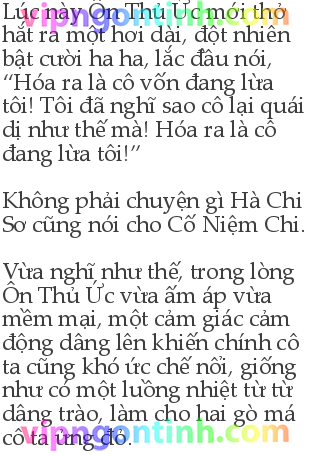 Lúc này, Ôn Thủ Ức mới thở
hắt ra một hơi dài, đột nhiên
bật cười ha ha, lắc đầu nói,
“Hóa ra là cô vốn đang lừa
tôi! Tôi đã nghĩ sao cô lại quái
dị như thế mà! Hóa ra là cô
đang lừa tôi!”
Không phải chuyện gì Hà Chi
Sơ cũng nói cho Cố Niệm Chi.
Vừa nghĩ như thế, trong lòng
Ôn Thủ Ức vừa ấm áp vừa
mềm mại, một cảm giác cảm
động dâng lên khiến chính cô
ta cũng khó ức chế nổi, giống
như có một luồng nhiệt từ từ
dâng trào, làm cho hai gò má
cô ta ửng đỏ.
vipngontinh.com
vipngontinh.com
vipngontinh.com